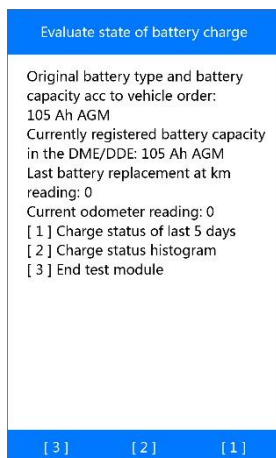 Evaluate state of battery charge
Original battery type and battery
capacity acc to vehicle order:
105 Ah AGM
Currently registered battery capacity
in the DME/DDE: 105 Ah AGM
Last battery replacement at km
reading: 0
Current odometer reading: 0
[ 1 ] Charge status of last 5 days
[ 2 ] Charge status histogram
[ 3 ] End test module
[ 3 ] [ 2 ] [ 1 ]